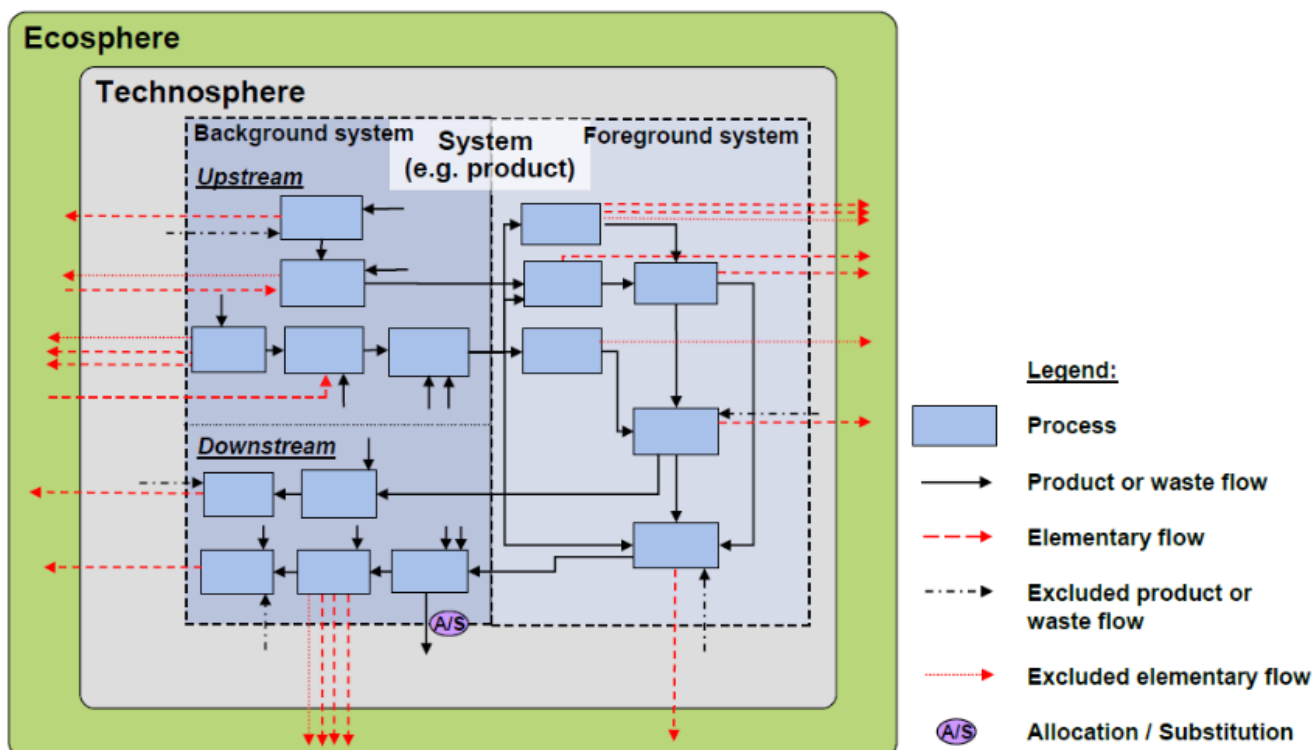 Ecosphere
Technosphere
Background system
System
(e.g. product)
Foreground system
Upstream
Downstream
A/S
Legend:
Process
Product or waste flow
Elementary flow
Excluded product or
waste flow
Excluded elementary flow
A/S
Allocation / Substitution